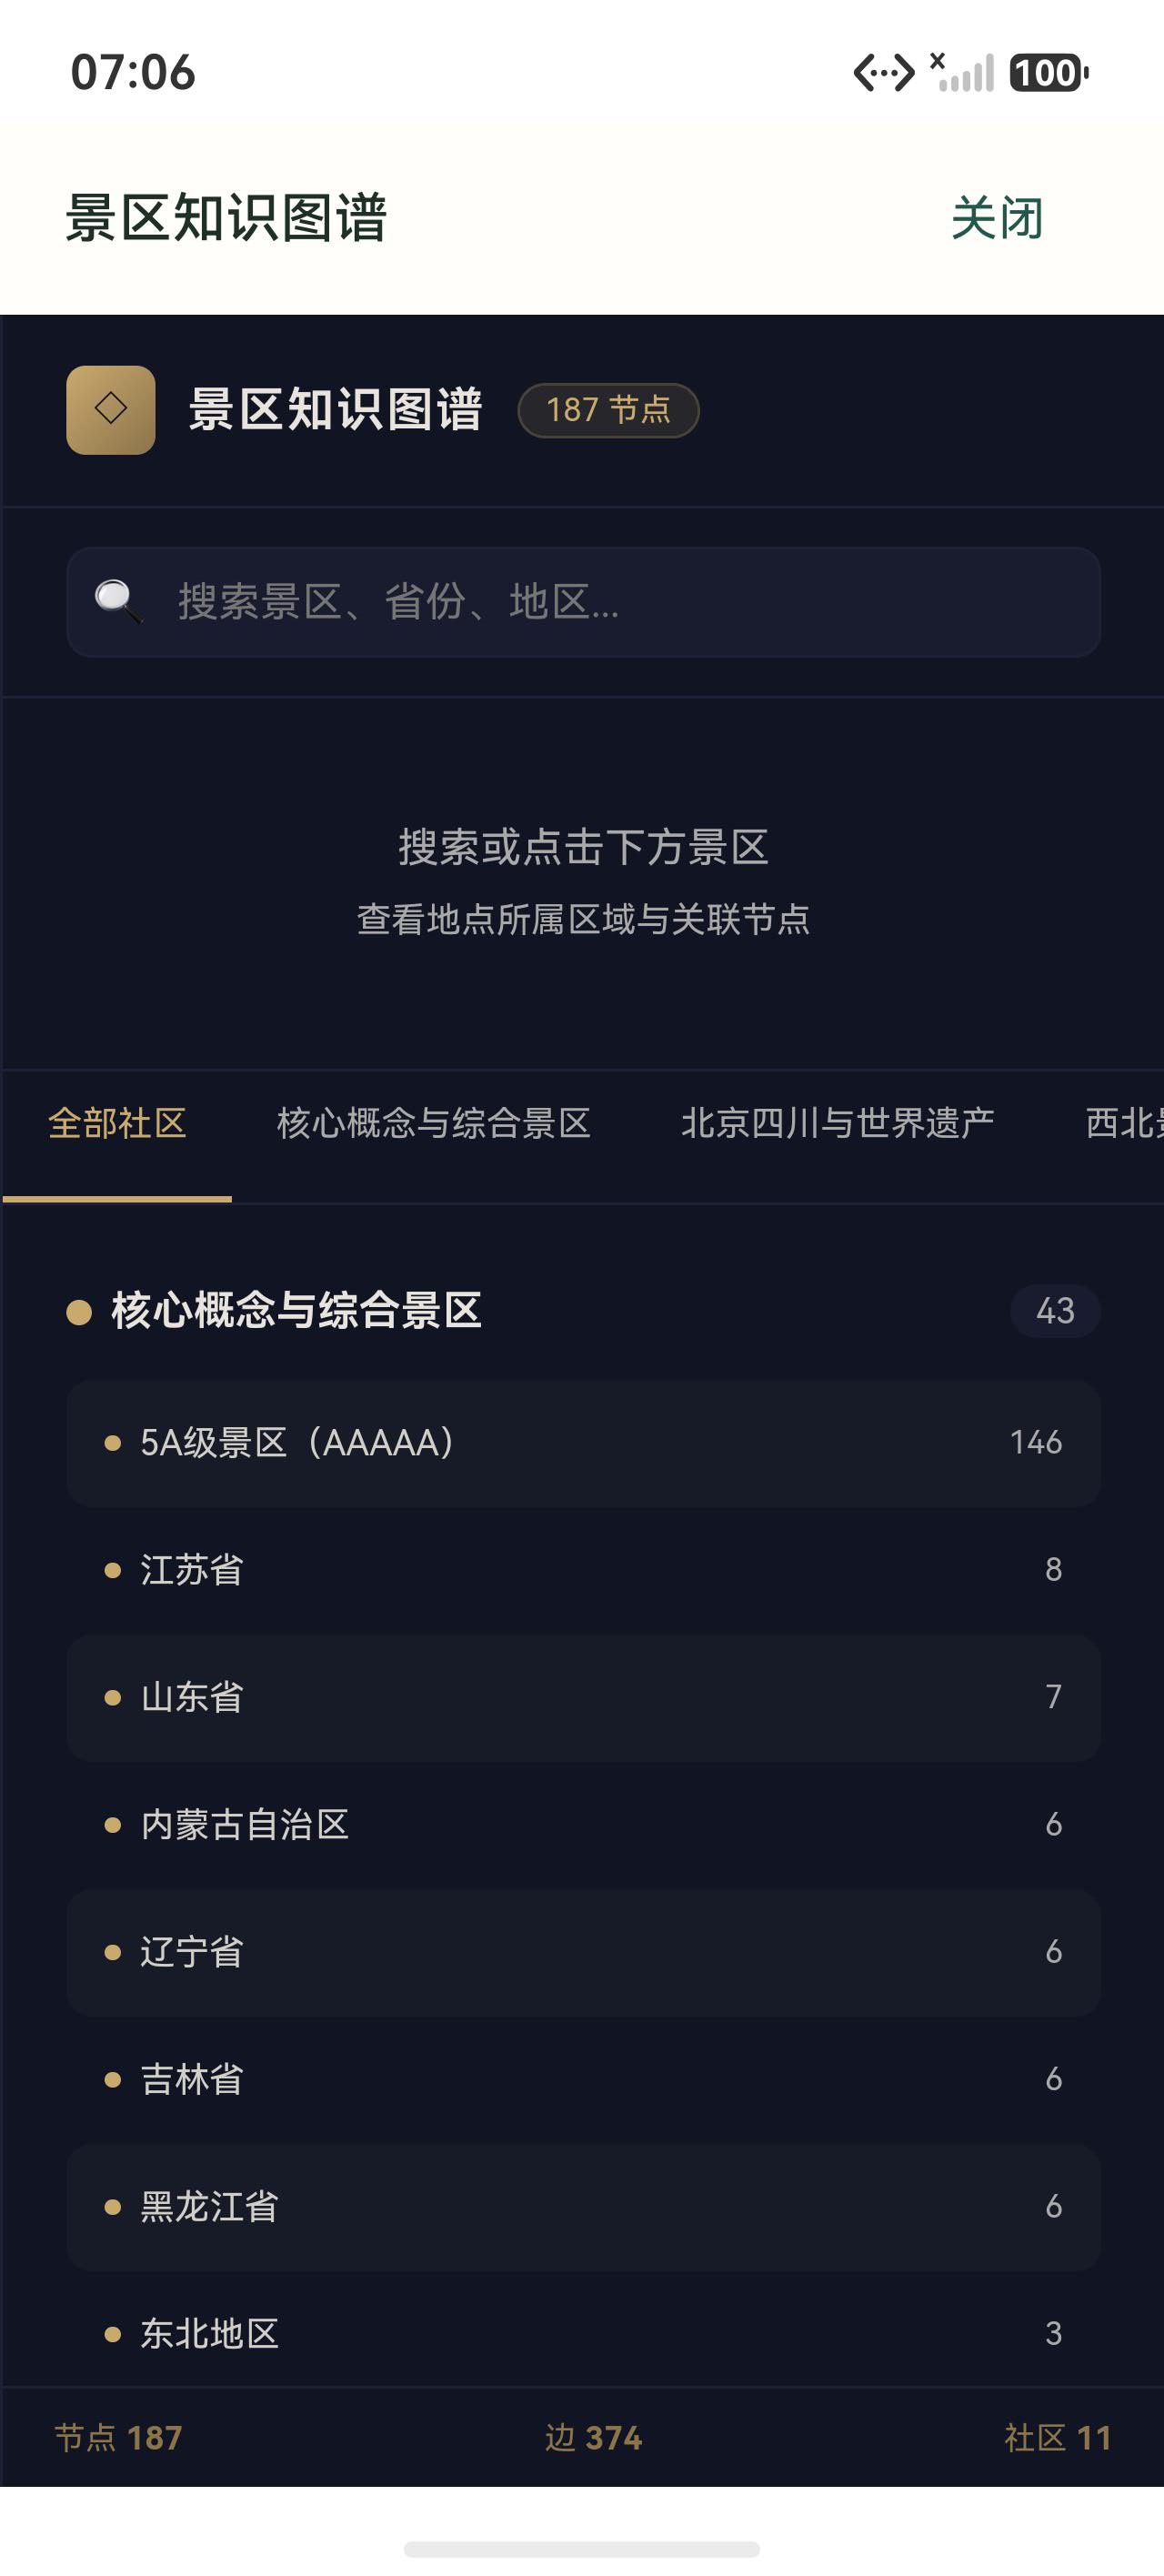 07:06
100
景区知识图谱
关闭
景区知识图谱
187 节点
搜索景区、省份、地区...
搜索或点击下方景区
查看地点所属区域与关联节点
全部社区 核心概念与综合景区 北京四川与世界遗产 西北
核心概念与综合景区 43
5A级景区（AAAAA） 146
江苏省 8
山东省 7
内蒙古自治区 6
辽宁省 6
吉林省 6
黑龙江省 6
东北地区 3
节点 187 边 374 社区 11